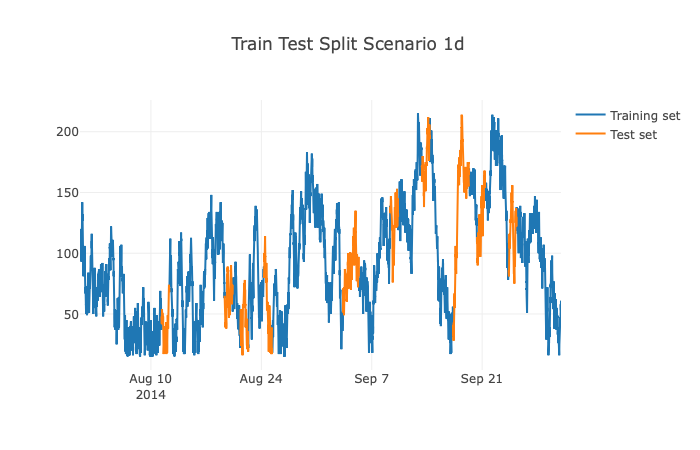 Train Test Split Scenario 1d
Training set
Test set
200
150
100
50
Aug 10
2014
Aug 24
Sep 7
Sep 21